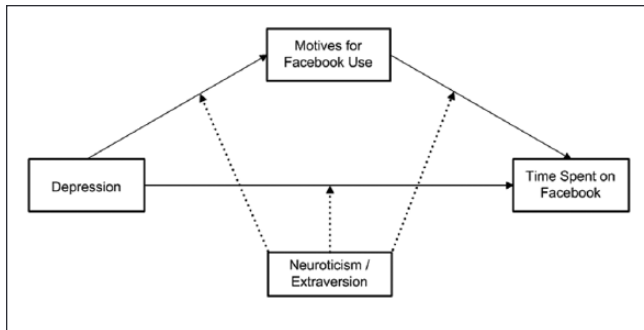 Motives for
Facebook Use
Depression
Time Spent on
Facebook
Neuroticism /
Extraversion